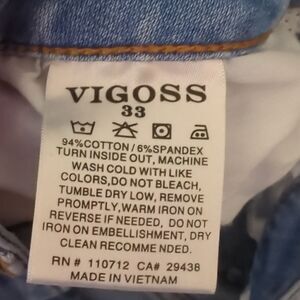 VIGOSS
33
94%COTTON/6%SPANDEX
TURN INSIDE OUT, MACHINE
WASH COLD WITH LIKE
COLORS,DO NOT BLEACH,
TUMBLE DRY LOW, REMOVE
PROMPTLY,WARM IRON ON
REVERSE IF NEEDED, DO NOT
IRON ON EMBELLISHMENT, DRY
CLEAN RECOMMENDED.
RN # 110712 CA# 29438
MADE IN VIETNAM